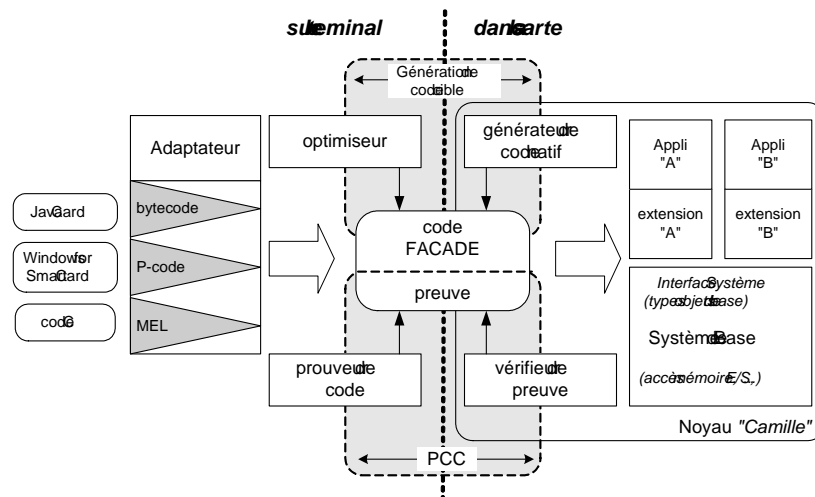 sur le terminal
dans la carte
Génération de
code cible
Adaptateur
optimiseur
générateur de
code natif
Appli
"A"
Appli
"B"
Java Card
bytecode
code
FACADE
extension
"A"
extension
"B"
Windows for
Smart Card
P-code
preuve
Interface Système
(types objets de base)
code C
MEL
Système de Base
prouveur de
code
vérifieur de
preuve
(accès mémoire, E/S, ...)
Noyau "Camille"
PCC